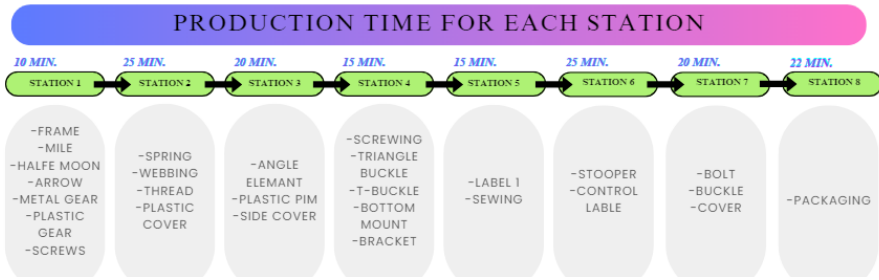 PRODUCTION TIME FOR EACH STATION
10 MIN.
25 MIN.
20 MIN.
15 MIN.
15 MIN.
25 MIN.
20 MIN.
22 MIN.
STATION 1
STATION 2
STATION 3
STATION 4
STATION 5
STATION 6
STATION 7
STATION 8
-FRAME
-MILE
-HALFE MOON
-ARROW
-METAL GEAR
-PLASTIC
GEAR
-SCREWS
-SPRING
-WEBBING
-THREAD
-PLASTIC
COVER
-ANGLE
ELEMANT
-PLASTIC PIM
-SIDE COVER
-SCREWING
-TRIANGLE
BUCKLE
-T-BUCKLE
-BOTTOM
MOUNT
-BRACKET
-LABEL 1
-SEWING
-STOOPER
-CONTROL
LABLE
-BOLT
-BUCKLE
-COVER
-PACKAGING